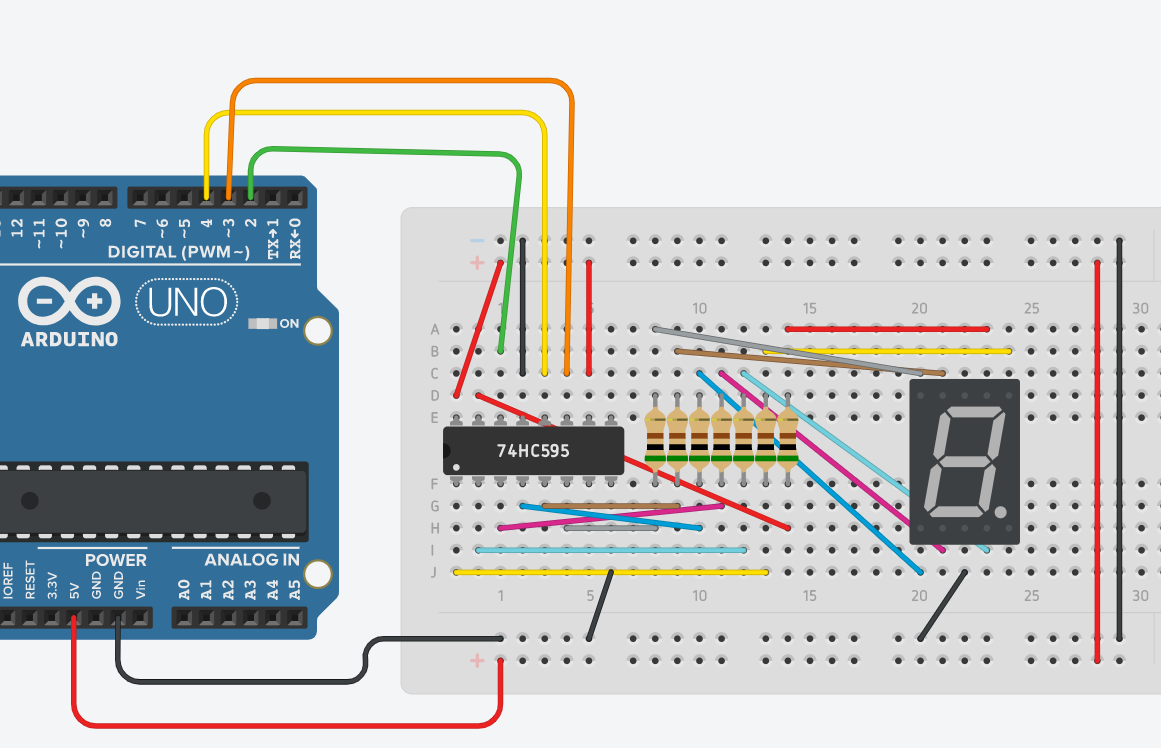 12
~11
~10
~9
8
7
~6
~5
4
~3
2
TX→1
RX←0
DIGITAL (PWM~)
UNO
ARDUINO
ON
POWER
ANALOG IN
IOREF
RESET
3.3V
5V
GND
GND
Vin
A0
A1
A2
A3
A4
A5
−
+
1
5
10
15
20
25
30
A
B
C
D
E
74HC595
F
G
H
I
J
1
5
10
15
20
25
30
+